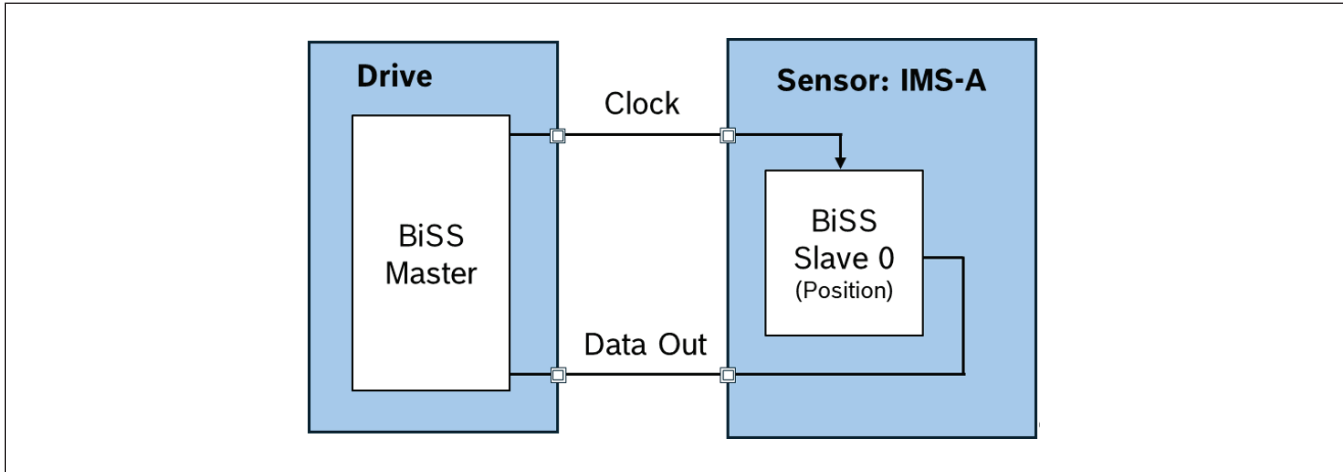 Drive
Sensor: IMS-A
Clock
BiSS
Master
BiSS
Slave 0
(Position)
Data Out